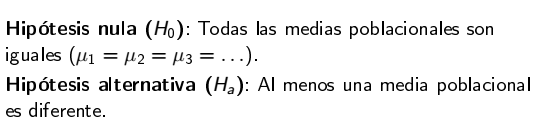 Hipótesis nula (H₀): Todas las medias poblacionales son
iguales (μ₁ = μ₂ = μ₃ = …).
Hipótesis alternativa (Hₐ): Al menos una media poblacional
es diferente.